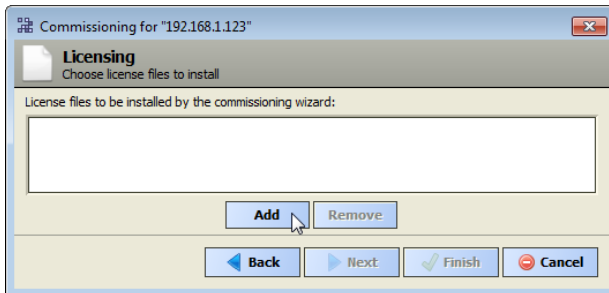 Commissioning for "192.168.1.123"
Licensing
Choose license files to install
License files to be installed by the commissioning wizard:
Add Remove
Back Next Finish Cancel